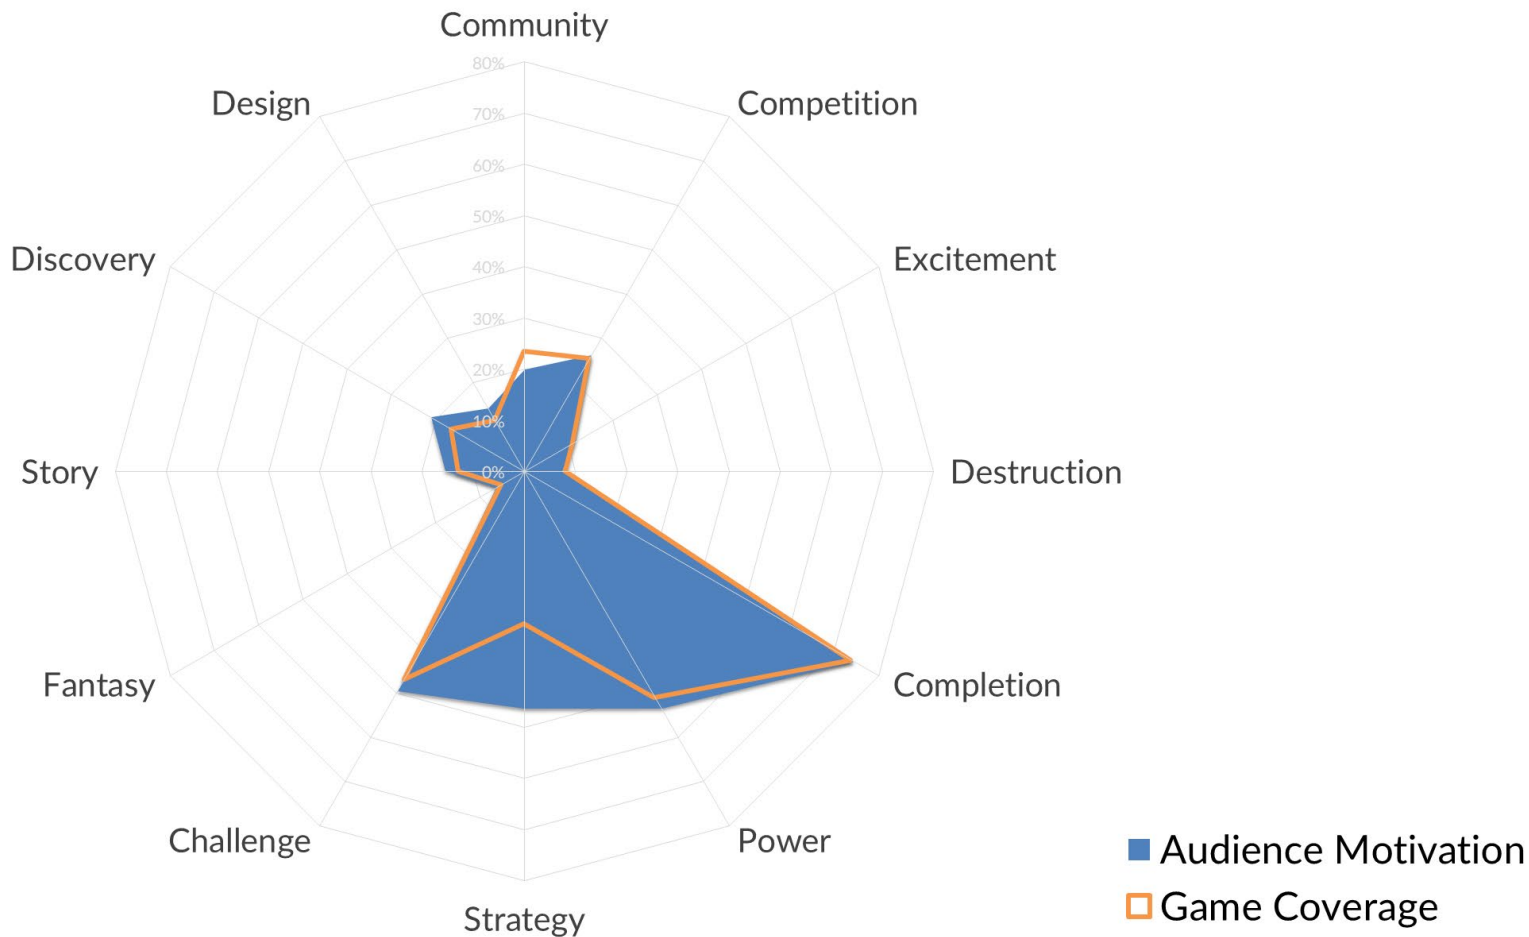 Community
80%
Design
Competition
70%
60%
50%
Discovery
Excitement
40%
30%
20%
10%
Story
0%
Destruction
Fantasy
Completion
Challenge
Power
Strategy
Audience Motivation
Game Coverage